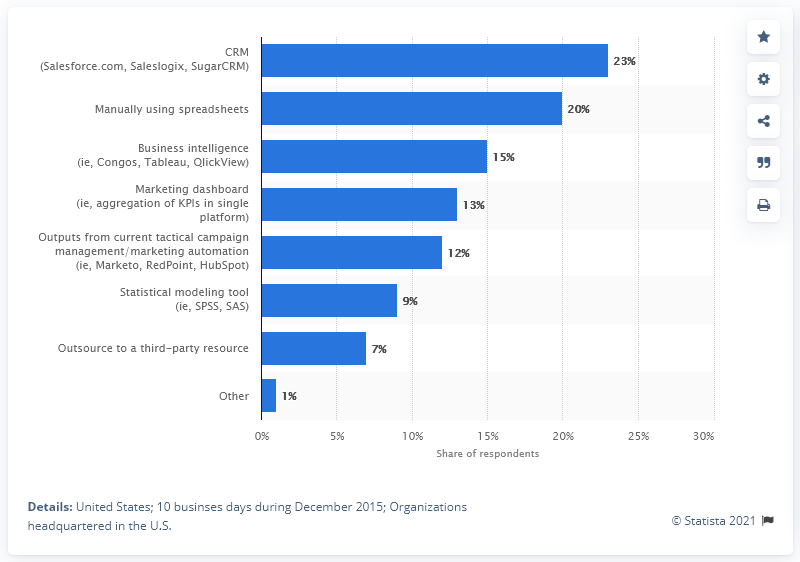 CRM
(Salesforce.com, Saleslogix, SugarCRM)
23%
Manually using spreadsheets
20%
Business intelligence
(ie, Congos, Tableau, QlickView)
15%
Marketing dashboard
(ie, aggregation of KPIs in single
platform)
13%
Outputs from current tactical campaign
management/marketing automation
(ie, Marketo, RedPoint, HubSpot)
12%
Statistical modeling tool
(ie, SPSS, SAS)
9%
Outsource to a third-party resource
7%
Other
1%
0% 5% 10% 15% 20% 25% 30%
Share of respondents
Details: United States; 10 businses days during December 2015; Organizations
headquartered in the U.S.
© Statista 2021